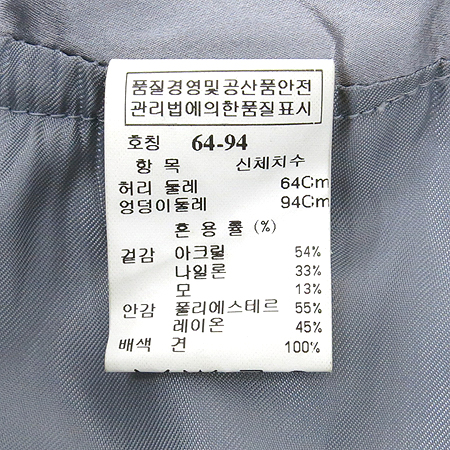 품질경영및공산품안전
관리법에의한품질표시
호칭 64-94
항 목 신체치수
허리 둘레 64Cm
엉덩이둘레 94Cm
혼 용 률 (%)
겉감 아크릴 54%
나일론 33%
모 13%
안감 폴리에스테르 55%
레이온 45%
배색 견 100%